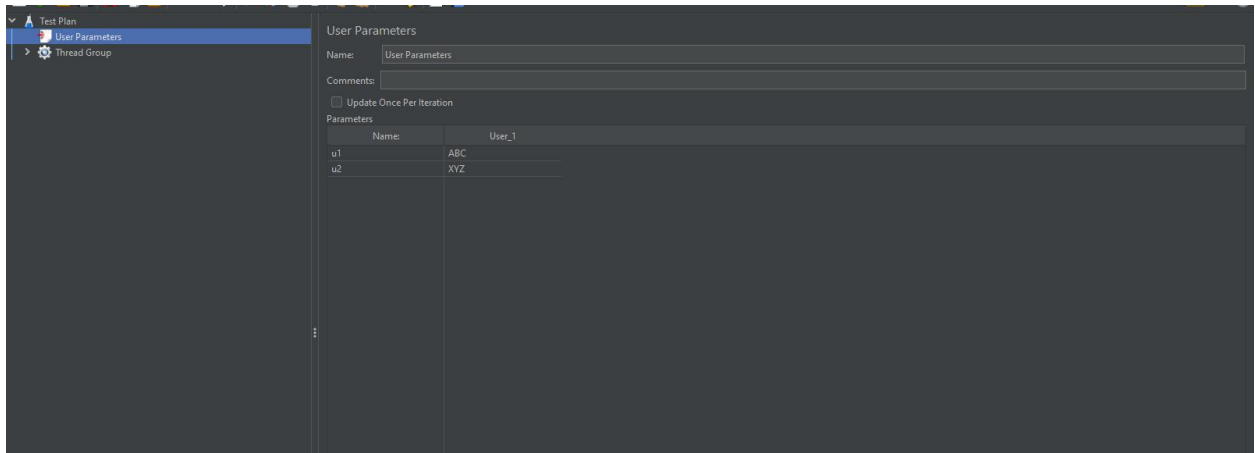 Test Plan
User Parameters
Thread Group
User Parameters
Name: User Parameters
Comments:
Update Once Per Iteration
Parameters
Name: User_1
u1 ABC
u2 XYZ